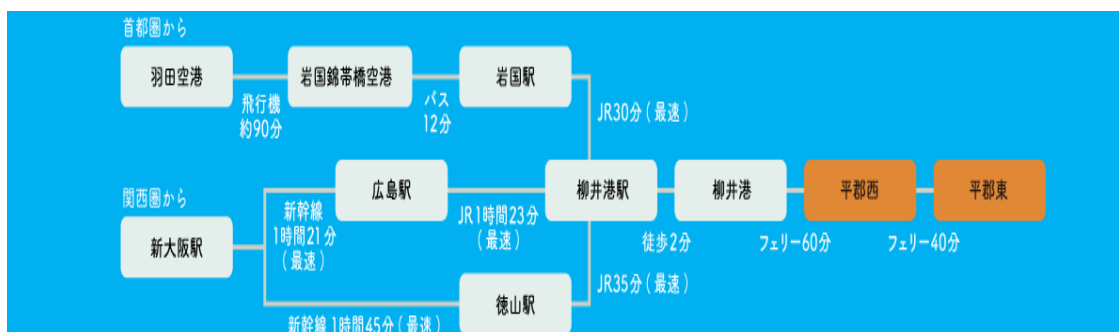 首都圏から
羽田空港
岩国錦帯橋空港
岩国駅
飛行機
約90分
バス
12分
JR30分(最速)
関西圏から
新大阪駅
広島駅
柳井港駅
柳井港
平郡西
平郡東
新幹線
1時間21分
(最速)
JR1時間23分
(最速)
徒歩2分
フェリー60分
フェリー40分
徳山駅
JR35分(最速)
新幹線 1時間45分(最速)